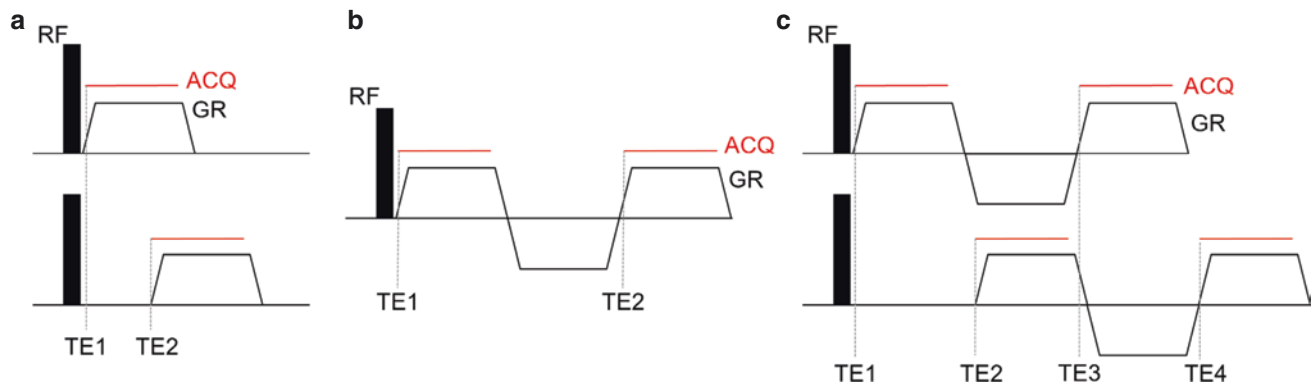 a
RF
ACQ
GR
TE1 TE2
b
RF
ACQ
GR
TE1 TE2
c
RF
ACQ
GR
TE1 TE2 TE3 TE4